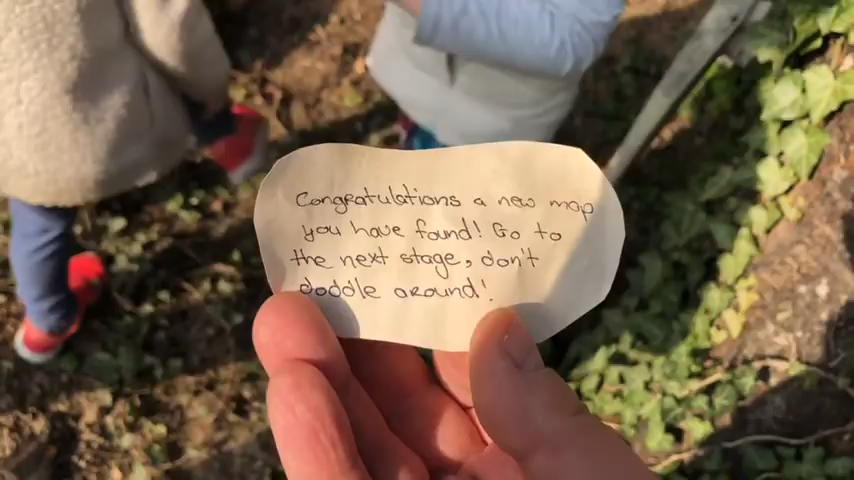 Congratulations a new map
you have found! Go to
the next stage, don't
doddle around!